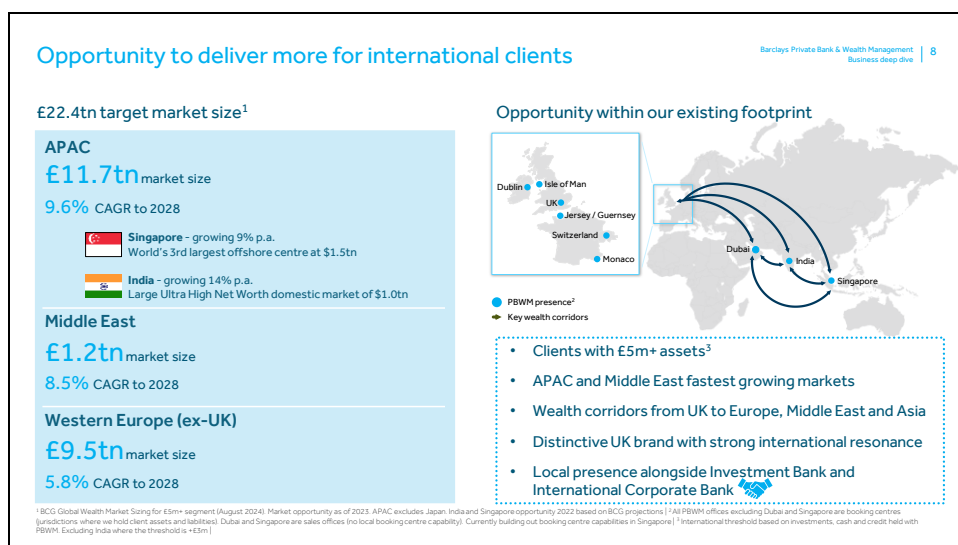 Opportunity to deliver more for international clients
Barclays Private Bank & Wealth Management
Business deep dive
8
£22.4tn target market size1
APAC
£11.7tn market size
9.6% CAGR to 2028
Singapore - growing 9% p.a.
World's 3rd largest offshore centre at $1.5tn
India - growing 14% p.a.
Large Ultra High Net Worth domestic market of $1.0tn
Middle East
£1.2tn market size
8.5% CAGR to 2028
Western Europe (ex-UK)
£9.5tn market size
5.8% CAGR to 2028
Opportunity within our existing footprint
Dublin
Isle of Man
UK
Jersey / Guernsey
Switzerland
Monaco
Dubai
India
Singapore
PBWM presence2
Key wealth corridors
• Clients with £5m+ assets3
• APAC and Middle East fastest growing markets
• Wealth corridors from UK to Europe, Middle East and Asia
• Distinctive UK brand with strong international resonance
• Local presence alongside Investment Bank and
International Corporate Bank
1 BCG Global Wealth Market Sizing for £5m+ segment (August 2024). Market opportunity as of 2023. APAC excludes Japan. India and Singapore opportunity 2022 based on BCG projections | 2 All PBWM offices excluding Dubai and Singapore are booking centres
(jurisdictions where we hold client assets and liabilities). Dubai and Singapore are sales offices (no local booking centre capability). Currently building out booking centre capabilities in Singapore | 3 International threshold based on investments, cash and credit held with
PBWM. Excluding India where the threshold is +£3m |